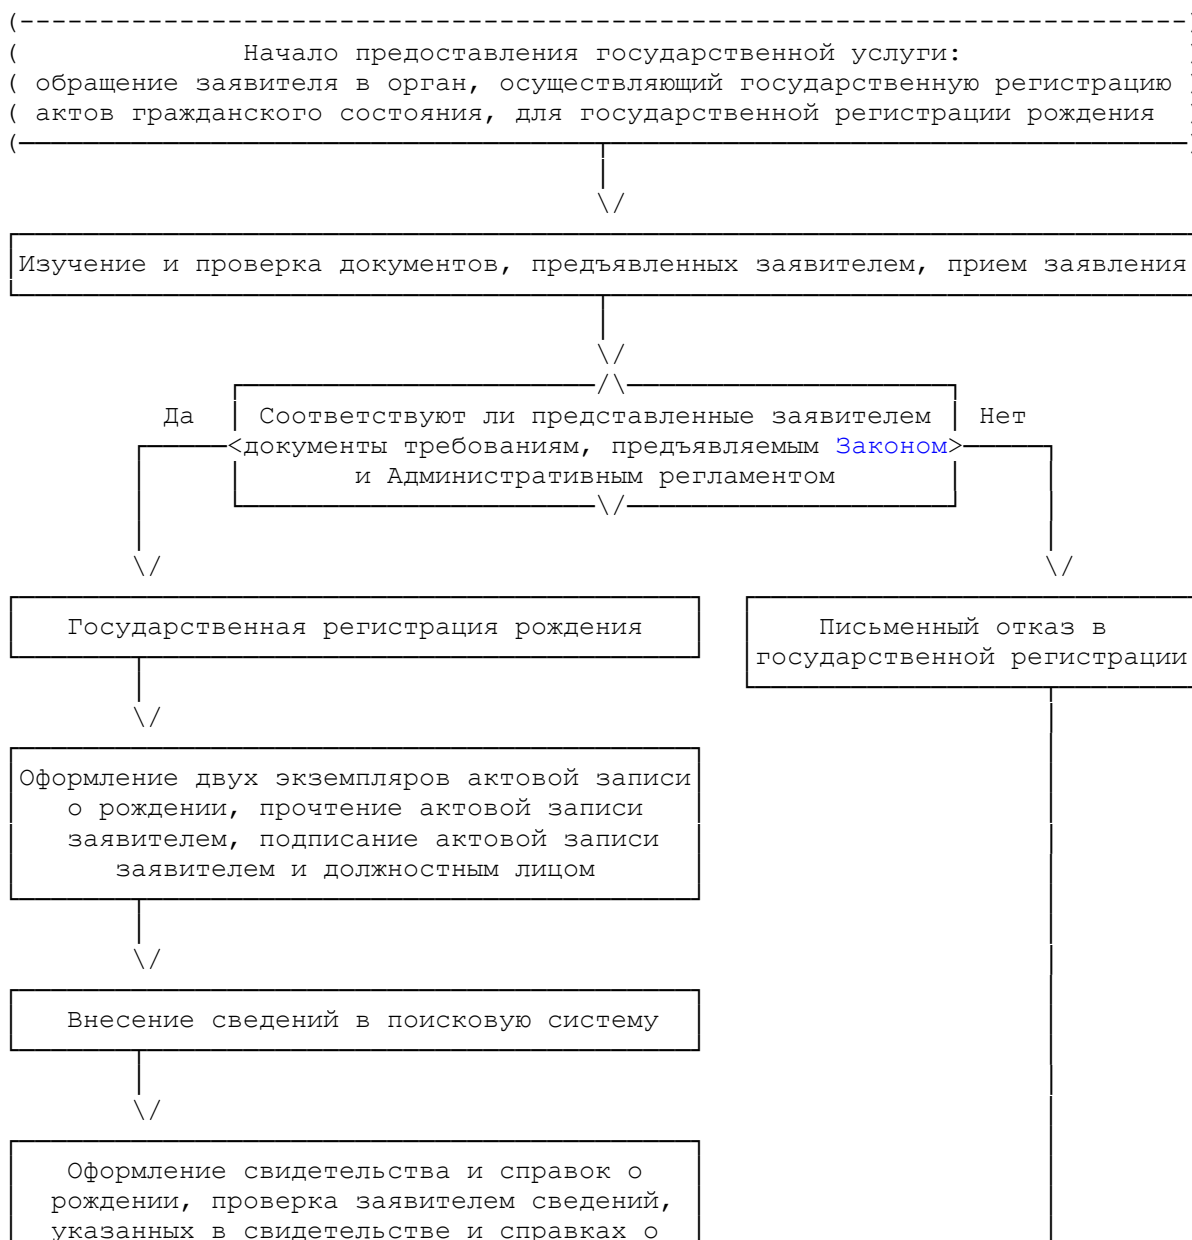 Начало предоставления государственной услуги:
обращение заявителя в орган, осуществляющий государственную регистрацию
актов гражданского состояния, для государственной регистрации рождения
Изучение и проверка документов, предъявленных заявителем, прием заявления
Да
Соответствуют ли представленные заявителем
Нет
документы требованиям, предъявляемым Законом
и Административным регламентом
Государственная регистрация рождения
Письменный отказ в
государственной регистрации
Оформление двух экземпляров актовой записи
о рождении, прочтение актовой записи
заявителем, подписание актовой записи
заявителем и должностным лицом
Внесение сведений в поисковую систему
Оформление свидетельства и справок о
рождении, проверка заявителем сведений,
указанных в свидетельстве и справках о